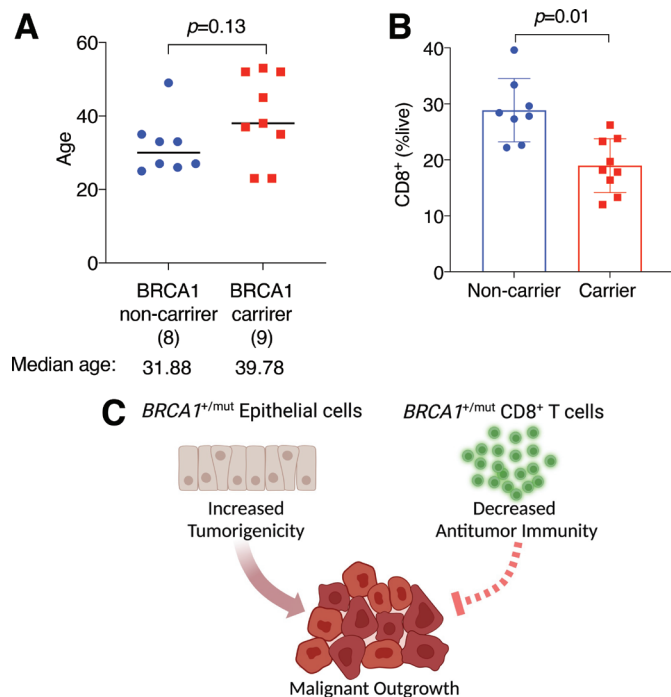 A
p=0.13
60
40
20
0
Age
BRCA1
non-carrirer
(8)
BRCA1
carrirer
(9)
Median age: 31.88 39.78
B
p=0.01
40%
30
20
10
0
CD8+ (%live)
Non-carrier Carrier
C
BRCA1+/mut Epithelial cells
BRCA1+/mut CD8+ T cells
Increased
Tumorigenicity
Decreased
Antitumor Immunity
Malignant Outgrowth